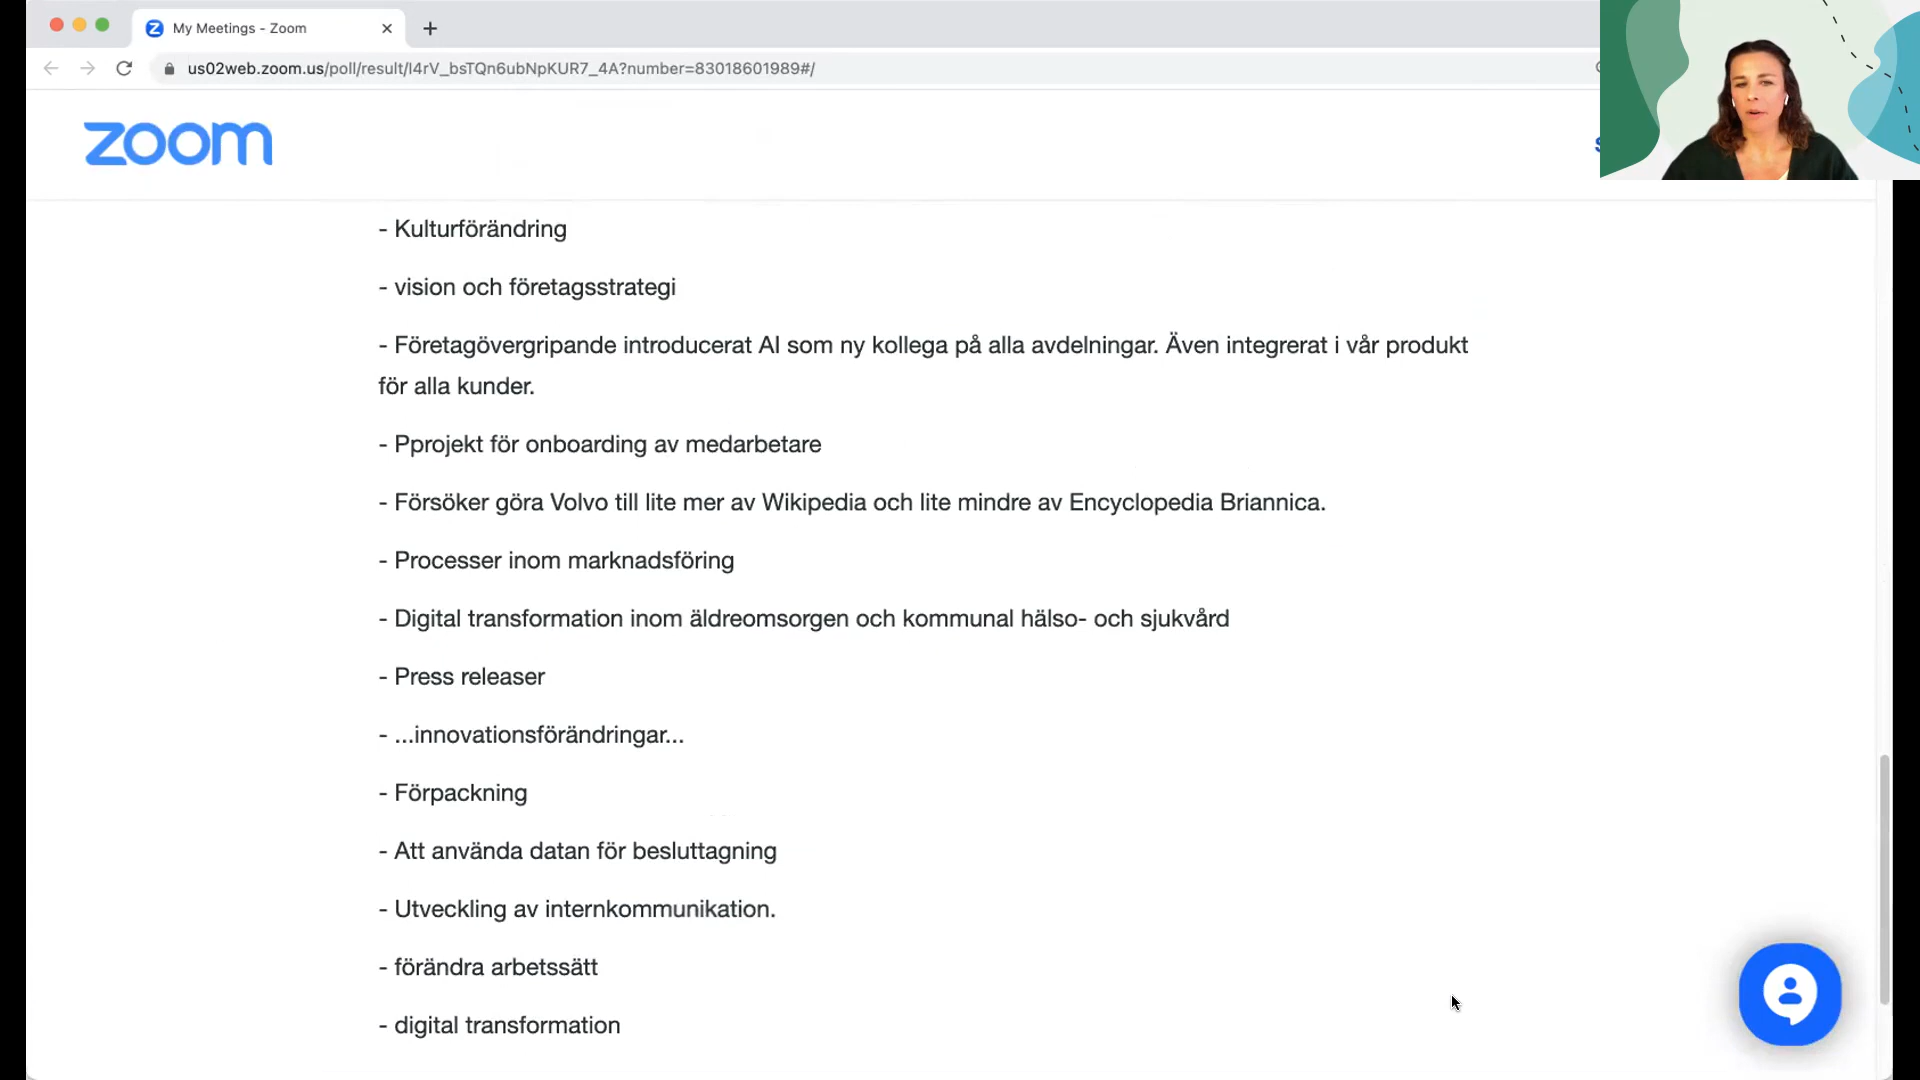 My Meetings - Zoom
us02web.zoom.us/poll/result/l4rV_bsTQn6ubNpKUR7_4A?number=83018601989#/
zoom
- Kulturförändring
- vision och företagsstrategi
- Företagövergripande introducerat AI som ny kollega på alla avdelningar. Även integrerat i vår produkt
för alla kunder.
- Pprojekt för onboarding av medarbetare
- Försöker göra Volvo till lite mer av Wikipedia och lite mindre av Encyclopedia Briannica.
- Processer inom marknadsföring
- Digital transformation inom äldreomsorgen och kommunal hälso- och sjukvård
- Press releaser
- ...innovationsförändringar...
- Förpackning
- Att använda datan för besluttagning
- Utveckling av internkommunikation.
- förändra arbetssätt
- digital transformation